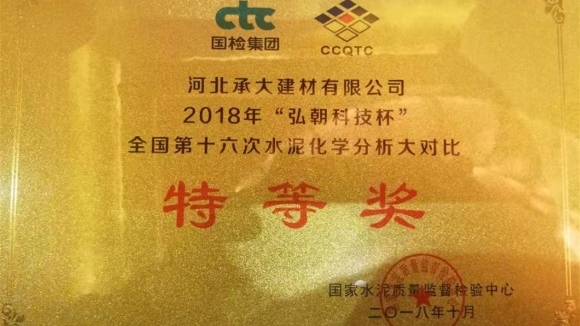 ctc
国检集团
CCQTC
河北承大建材有限公司
2018年“弘朝科技杯”
全国第十六次水泥化学分析大对比
特等奖
国家水泥质量监督检验中心
二〇一八年十月